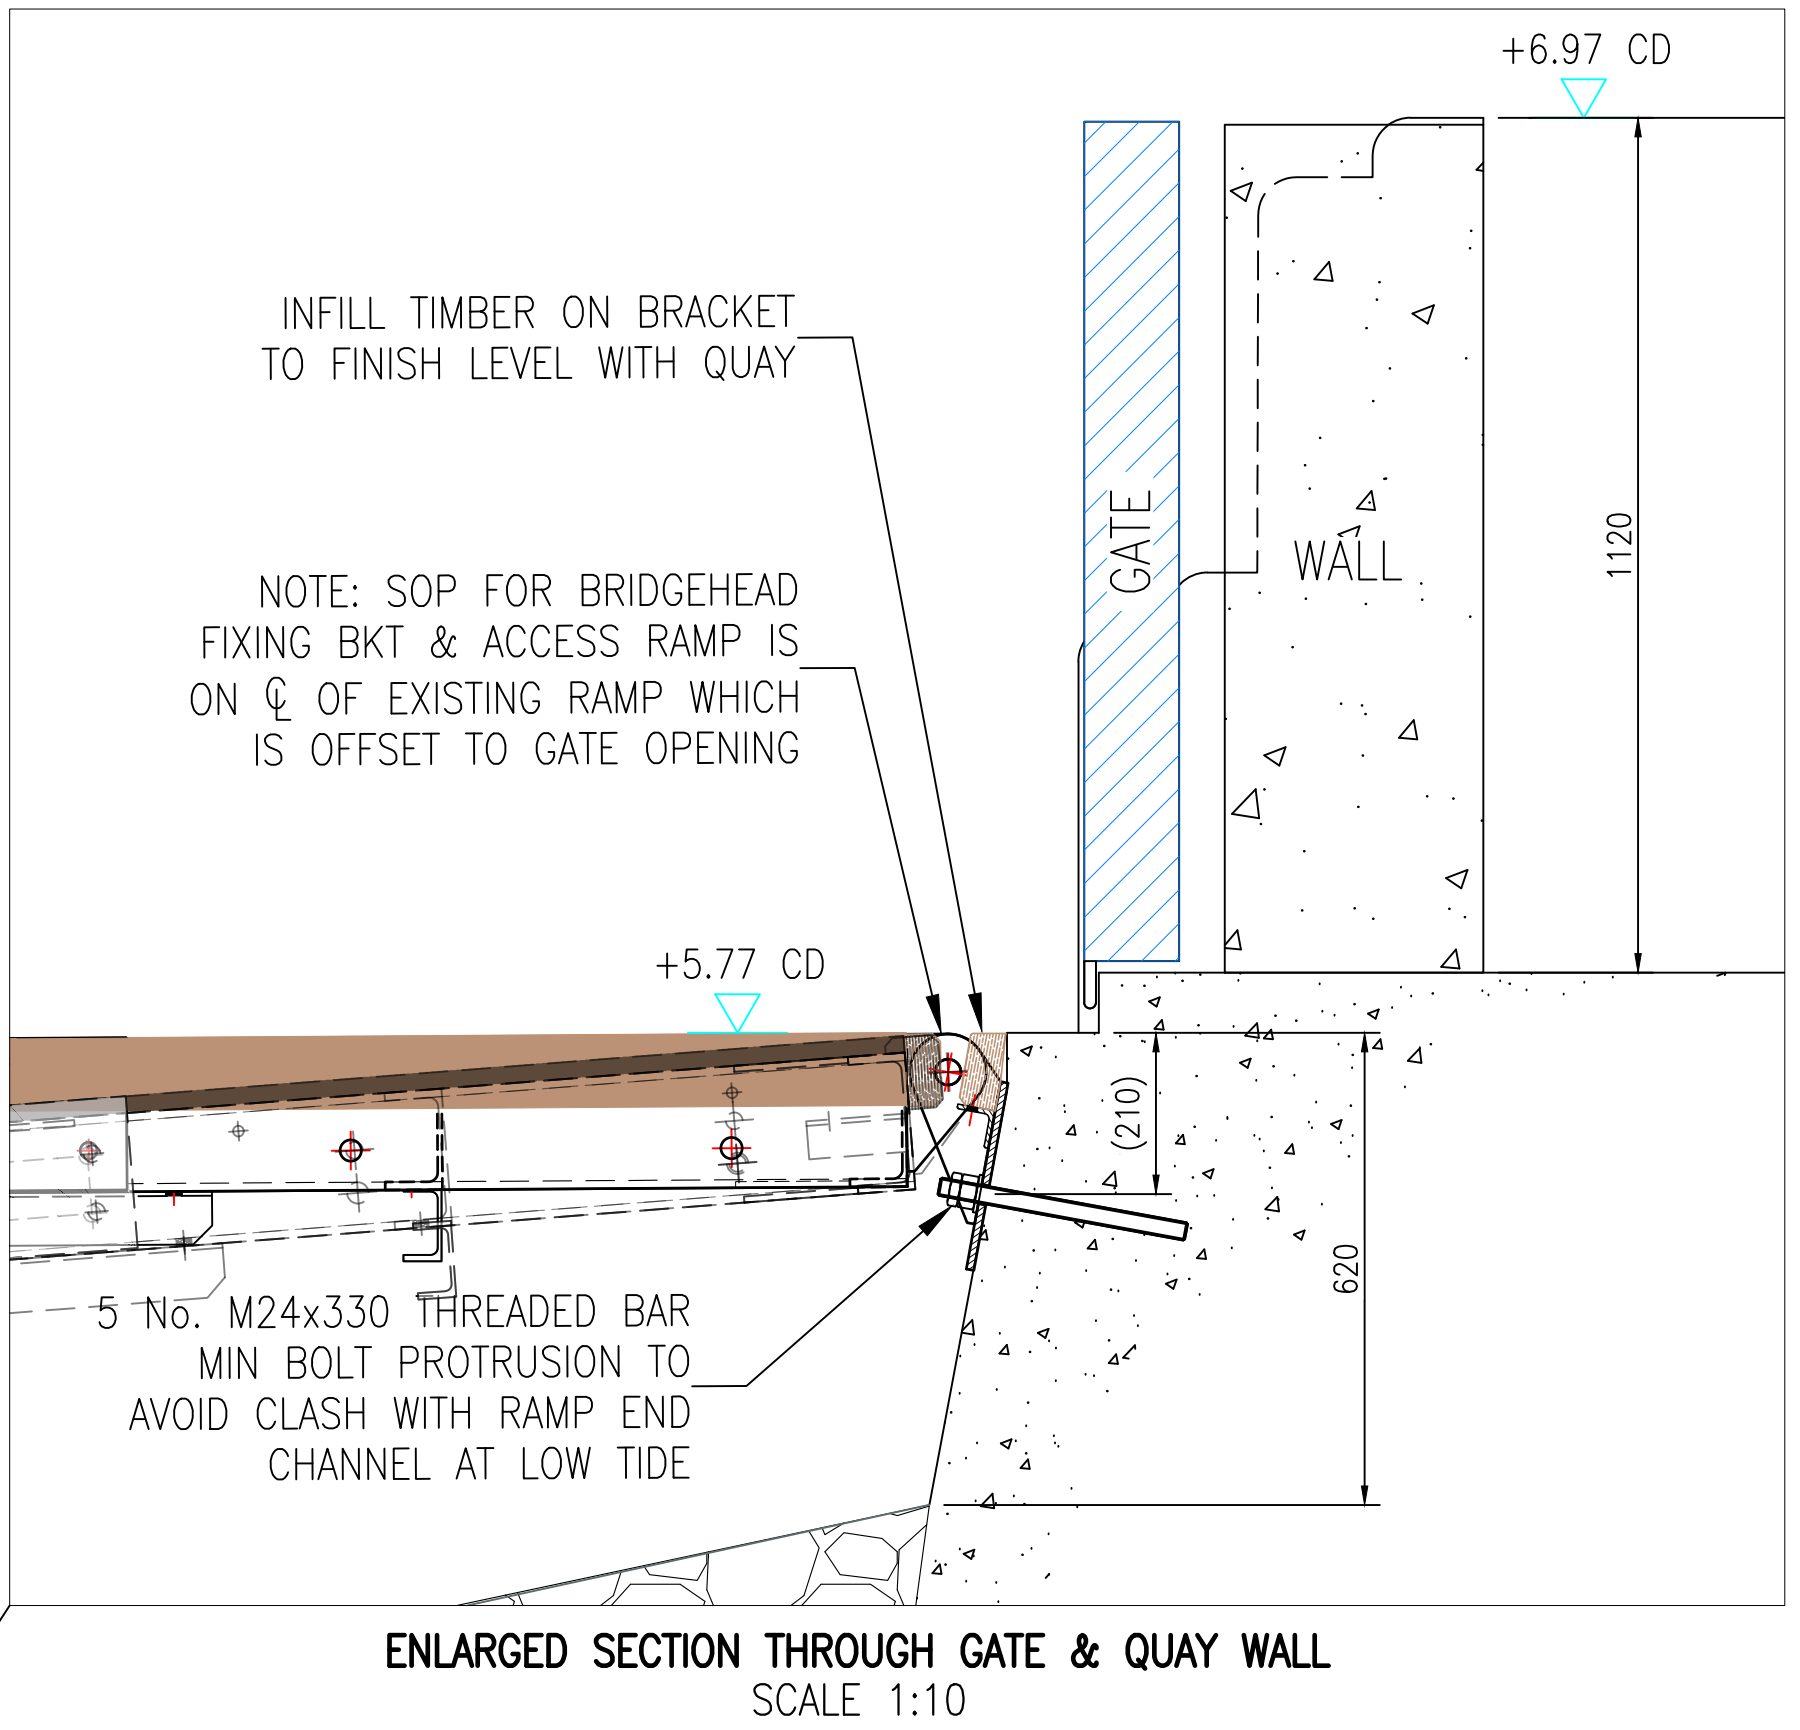 +6.97 CD
INFILL TIMBER ON BRACKET
TO FINISH LEVEL WITH QUAY
GATE
WALL
1120
NOTE: SOP FOR BRIDGEHEAD
FIXING BKT & ACCESS RAMP IS
ON ℄ OF EXISTING RAMP WHICH
IS OFFSET TO GATE OPENING
+5.77 CD
(210)
620
5 No. M24x330 THREADED BAR
MIN BOLT PROTRUSION TO
AVOID CLASH WITH RAMP END
CHANNEL AT LOW TIDE
ENLARGED SECTION THROUGH GATE & QUAY WALL
SCALE 1:10